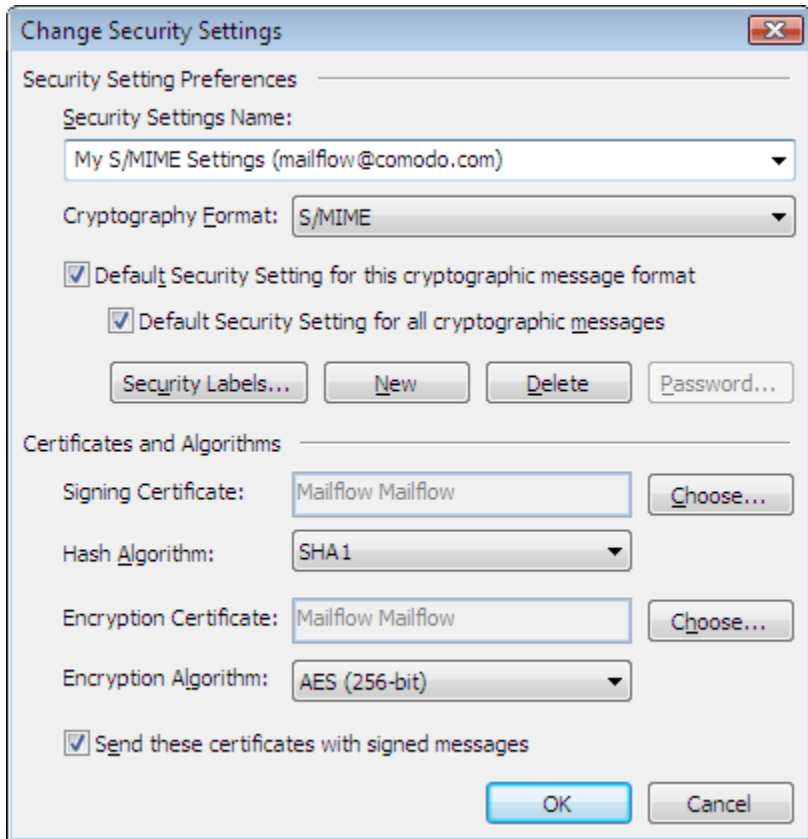 Change Security Settings
Security Setting Preferences
Security Settings Name:
My S/MIME Settings (mailflow@comodo.com)
Cryptography Format: S/MIME
Default Security Setting for this cryptographic message format
Default Security Setting for all cryptographic messages
Security Labels... New Delete Password...
Certificates and Algorithms
Signing Certificate: Mailflow Mailflow Choose...
Hash Algorithm: SHA1
Encryption Certificate: Mailflow Mailflow Choose...
Encryption Algorithm: AES (256-bit)
Send these certificates with signed messages
OK Cancel